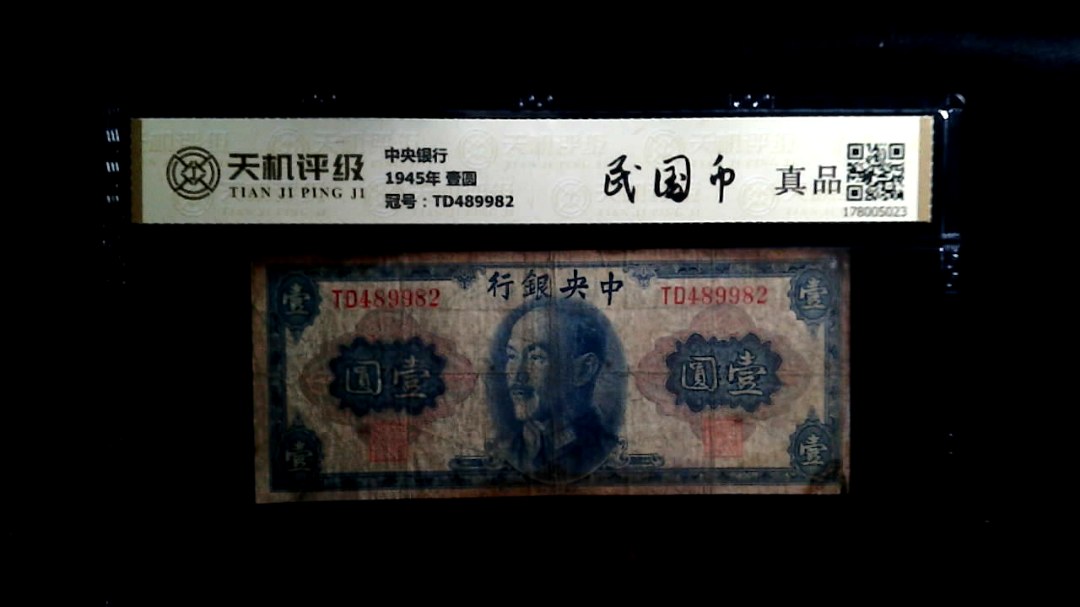 天机评级
TIAN JI PING JI
中央银行
1945年 壹圆
冠号：TD489982
民国币
真品
178005023
行銀央中
壹
TD489982
TD489982
壹
圓壹
圓壹
壹
壹